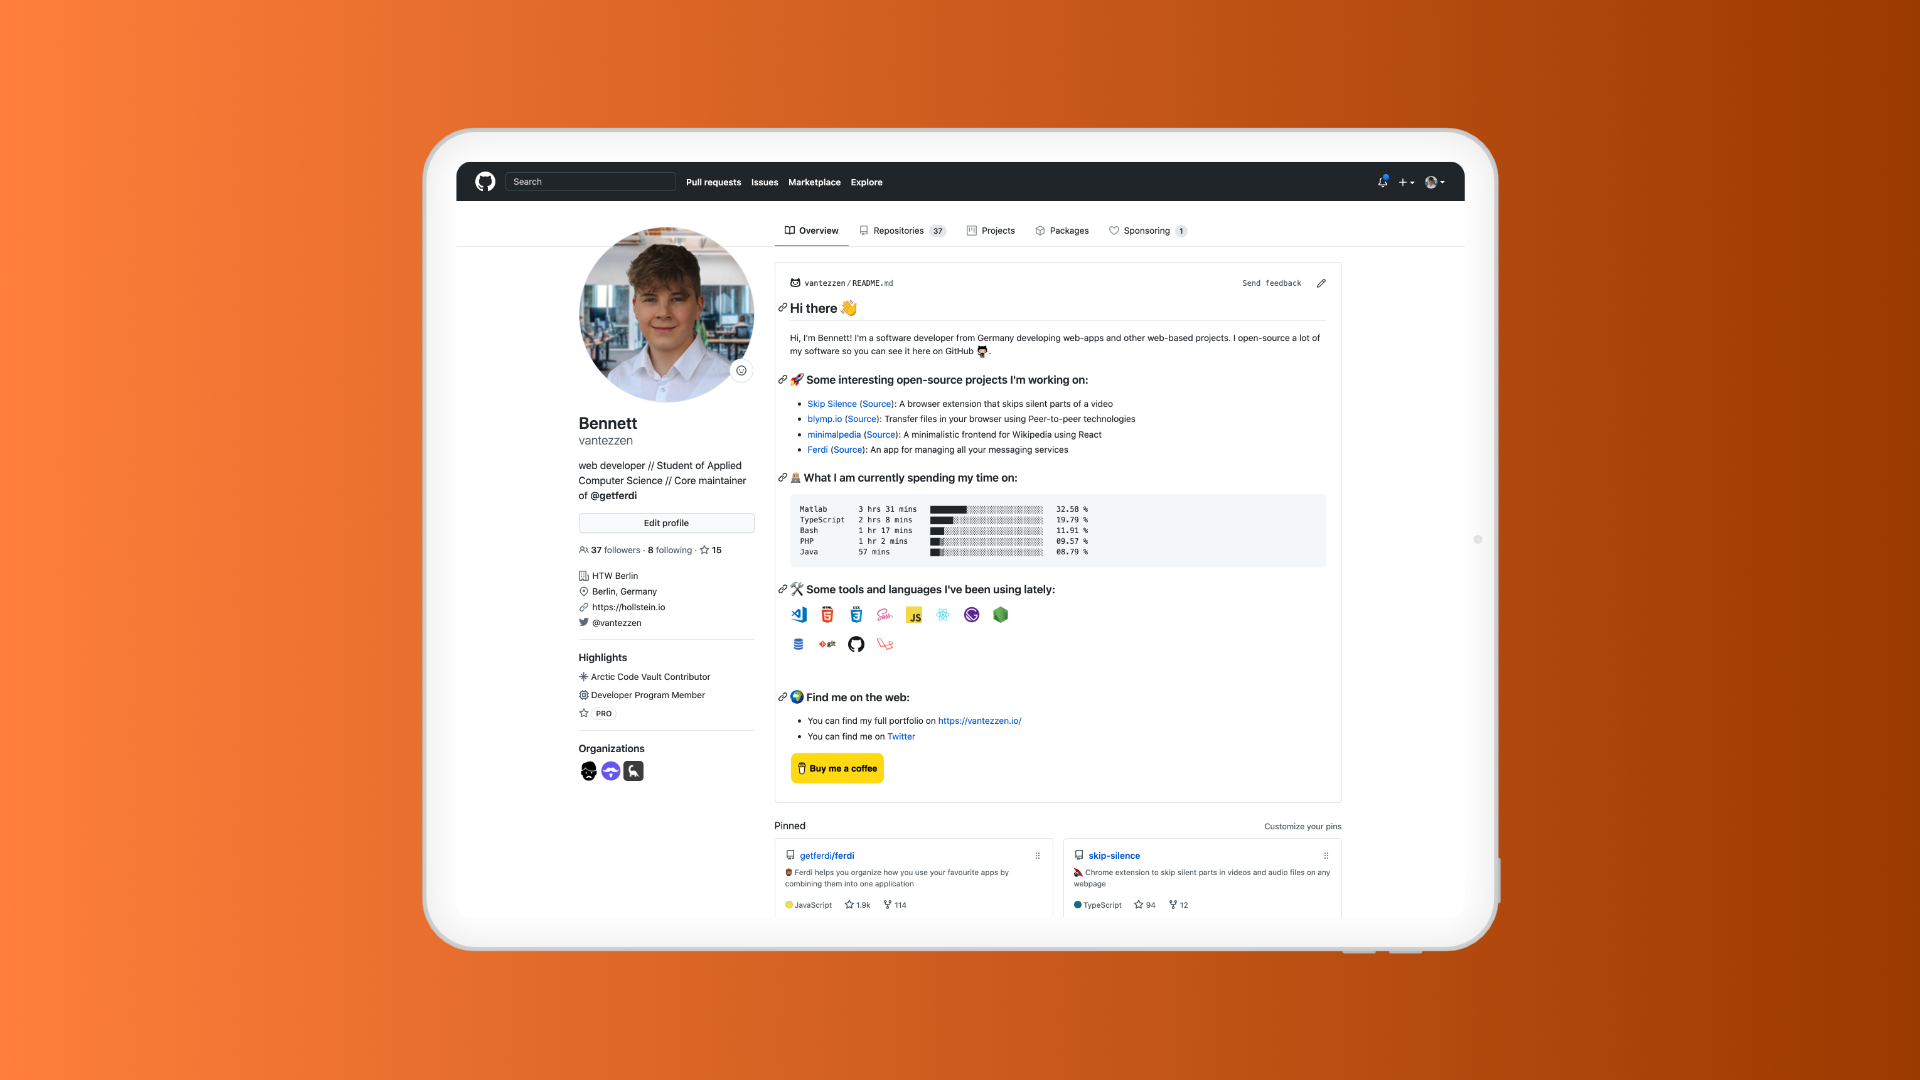 Search
Pull requests Issues Marketplace Explore
Overview Repositories 37 Projects Packages Sponsoring 1
Bennett
vantezzen
web developer // Student of Applied
Computer Science // Core maintainer
of @getferdi
Edit profile
37 followers · 8 following · 15
HTW Berlin
Berlin, Germany
https://hollstein.io
@vantezzen
Highlights
Arctic Code Vault Contributor
Developer Program Member
PRO
Organizations
vantezzen/README.md Send feedback
Hi there 👋
Hi, I'm Bennett! I'm a software developer from Germany developing web-apps and other web-based projects. I open-source a lot of
my software so you can see it here on GitHub .
🚀 Some interesting open-source projects I'm working on:
• Skip Silence (Source): A browser extension that skips silent parts of a video
• blymp.io (Source): Transfer files in your browser using Peer-to-peer technologies
• minimalpedia (Source): A minimalistic frontend for Wikipedia using React
• Ferdi (Source): An app for managing all your messaging services
What I am currently spending my time on:
Matlab 3 hrs 31 mins 32.58 %
TypeScript 2 hrs 8 mins 19.79 %
Bash 1 hr 17 mins 11.91 %
PHP 1 hr 2 mins 09.57 %
Java 57 mins 08.79 %
🛠 Some tools and languages I've been using lately:
HTML 5 CSS 3 Sass JS
git
🌍 Find me on the web:
• You can find my full portfolio on https://vantezzen.io/
• You can find me on Twitter
Buy me a coffee
Pinned Customize your pins
getferdi/ferdi
Ferdi helps you organize how you use your favourite apps by
combining them into one application
JavaScript 1.9k 114
skip-silence
Chrome extension to skip silent parts in videos and audio files on any
webpage
TypeScript 94 12